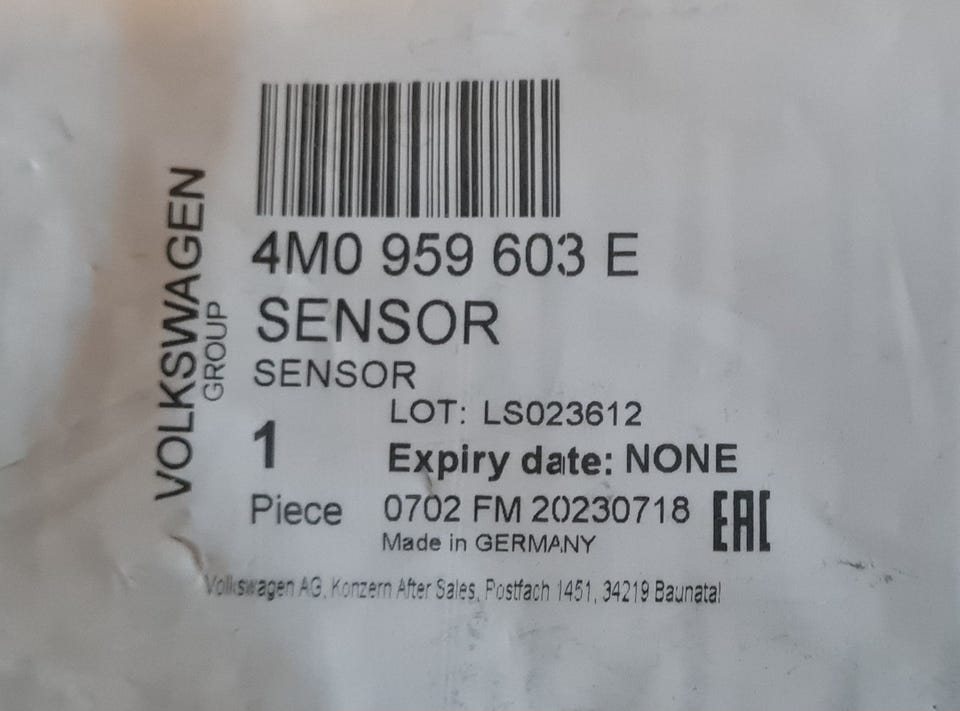 VOLKSWAGEN
GROUP
4M0 959 603 E
SENSOR
SENSOR
LOT: LS023612
1
Expiry date: NONE
Piece
0702 FM 20230718
EAC
Made in GERMANY
Volkswagen AG, Konzern After Sales, Postfach 1451, 34219 Baunatal